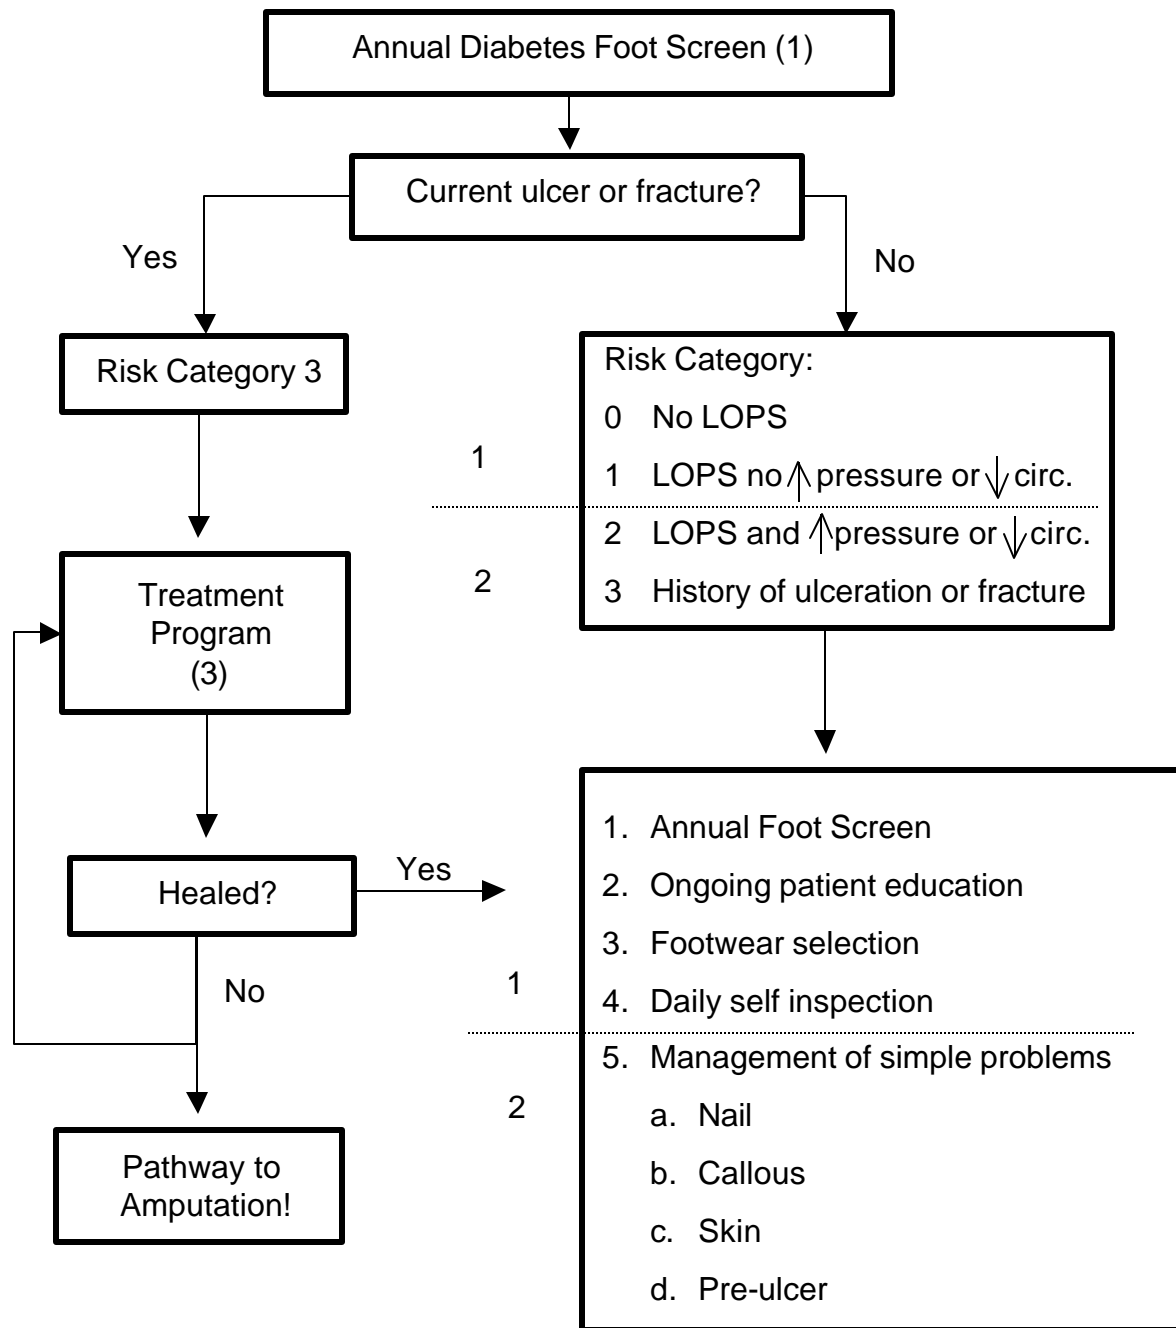 Annual Diabetes Foot Screen (1)
Current ulcer or fracture?
Yes
No
Risk Category 3
Risk Category:
0 No LOPS
1 LOPS no ↑ pressure or ↓ circ.
2 LOPS and ↑ pressure or ↓ circ.
3 History of ulceration or fracture
1
2
Treatment
Program
(3)
Healed?
Yes
No
Pathway to
Amputation!
1. Annual Foot Screen
2. Ongoing patient education
3. Footwear selection
4. Daily self inspection
5. Management of simple problems
a. Nail
b. Callous
c. Skin
d. Pre-ulcer
1
2